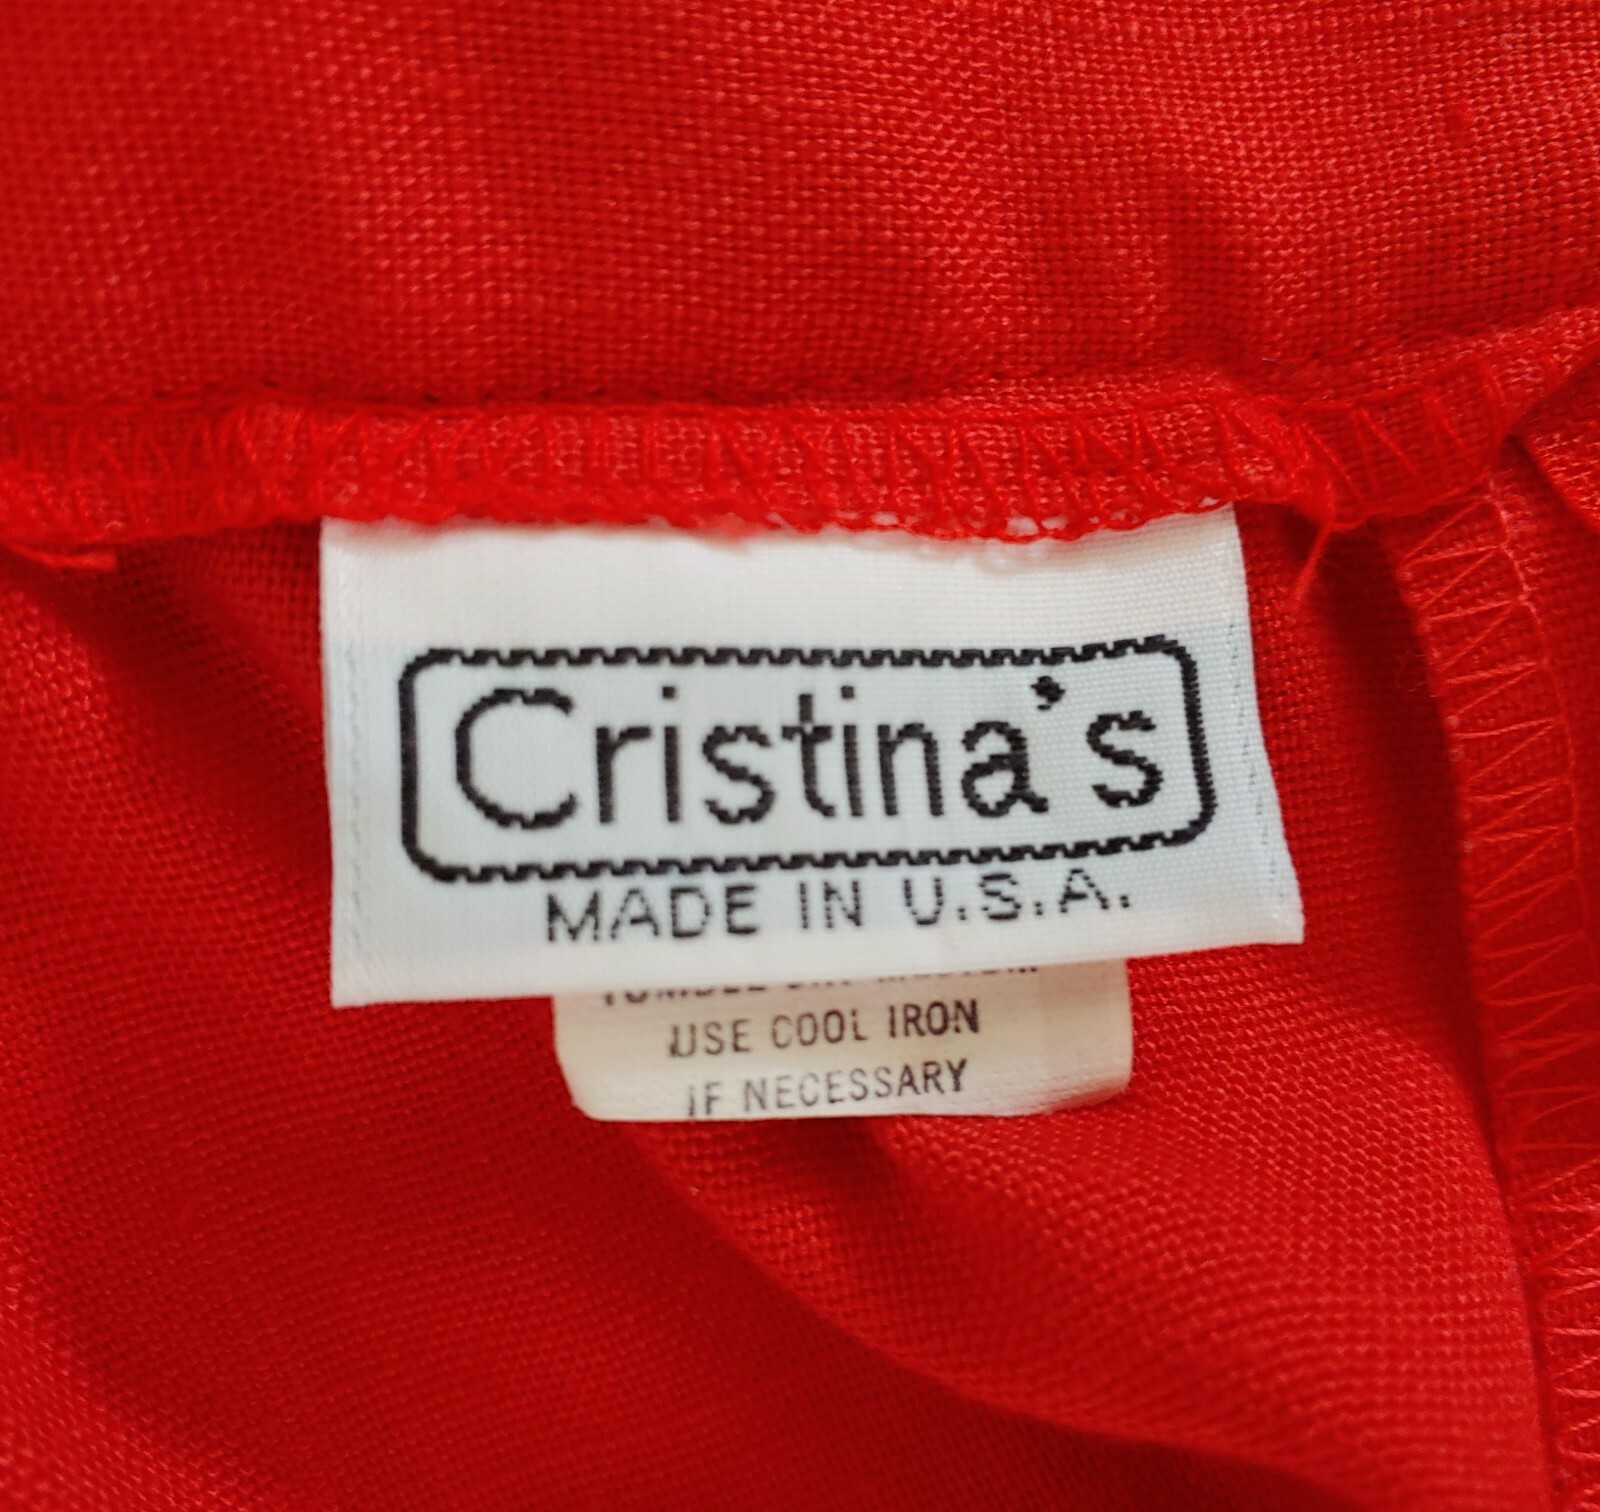 Cristina's
MADE IN U.S.A.
USE COOL IRON
IF NECESSARY